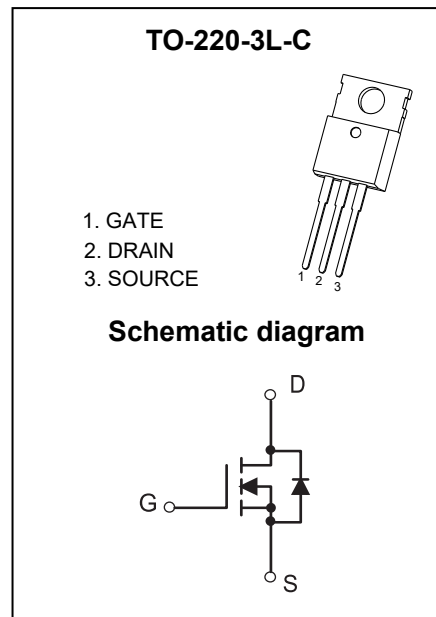 TO-220-3L-C
1. GATE
2. DRAIN
3. SOURCE
1 2 3
Schematic diagram
D
G
S